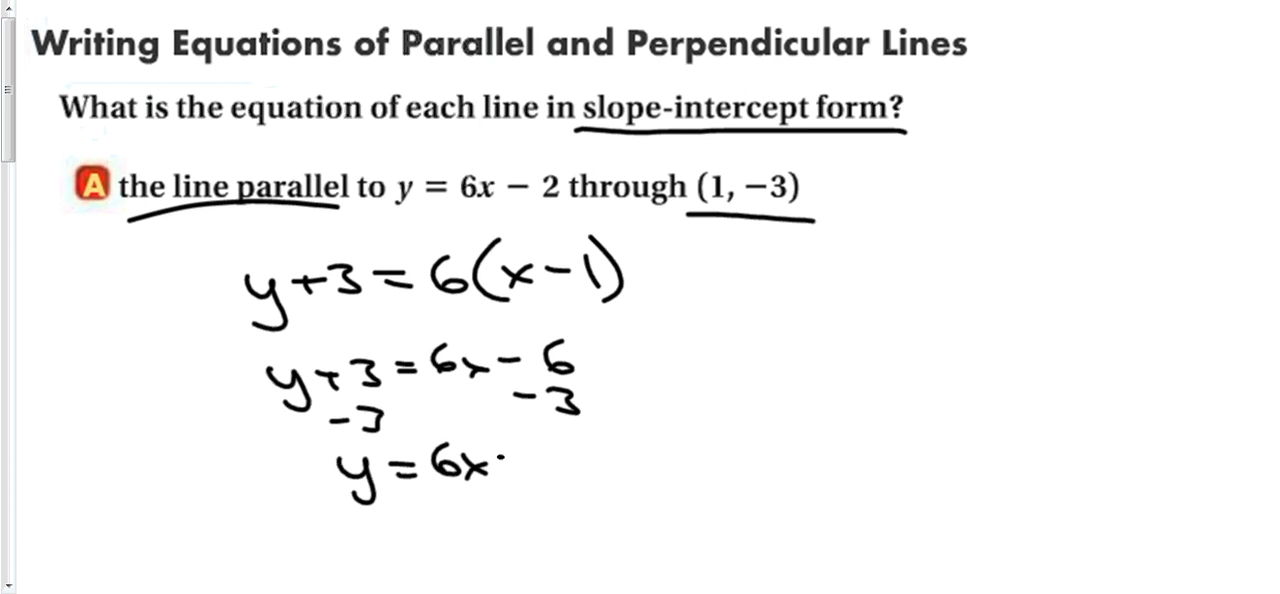 Writing Equations of Parallel and Perpendicular Lines
What is the equation of each line in slope-intercept form?
A the line parallel to y = 6x − 2 through (1, −3)
y+3=6(x-1)
y+3=6x-6
-3 -3
y=6x